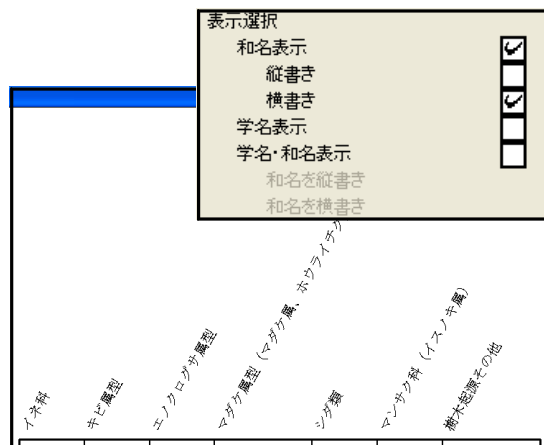 表示選択
和名表示
縦書き
横書き
学名表示
学名・和名表示
和名を縦書き
和名を横書き
イネ科
キビ属型
エノクログサ属型
マダケ属型（マダケ属、ホウライチク
シダ類
マンサク科（イスノキ属）
樹木起源その他